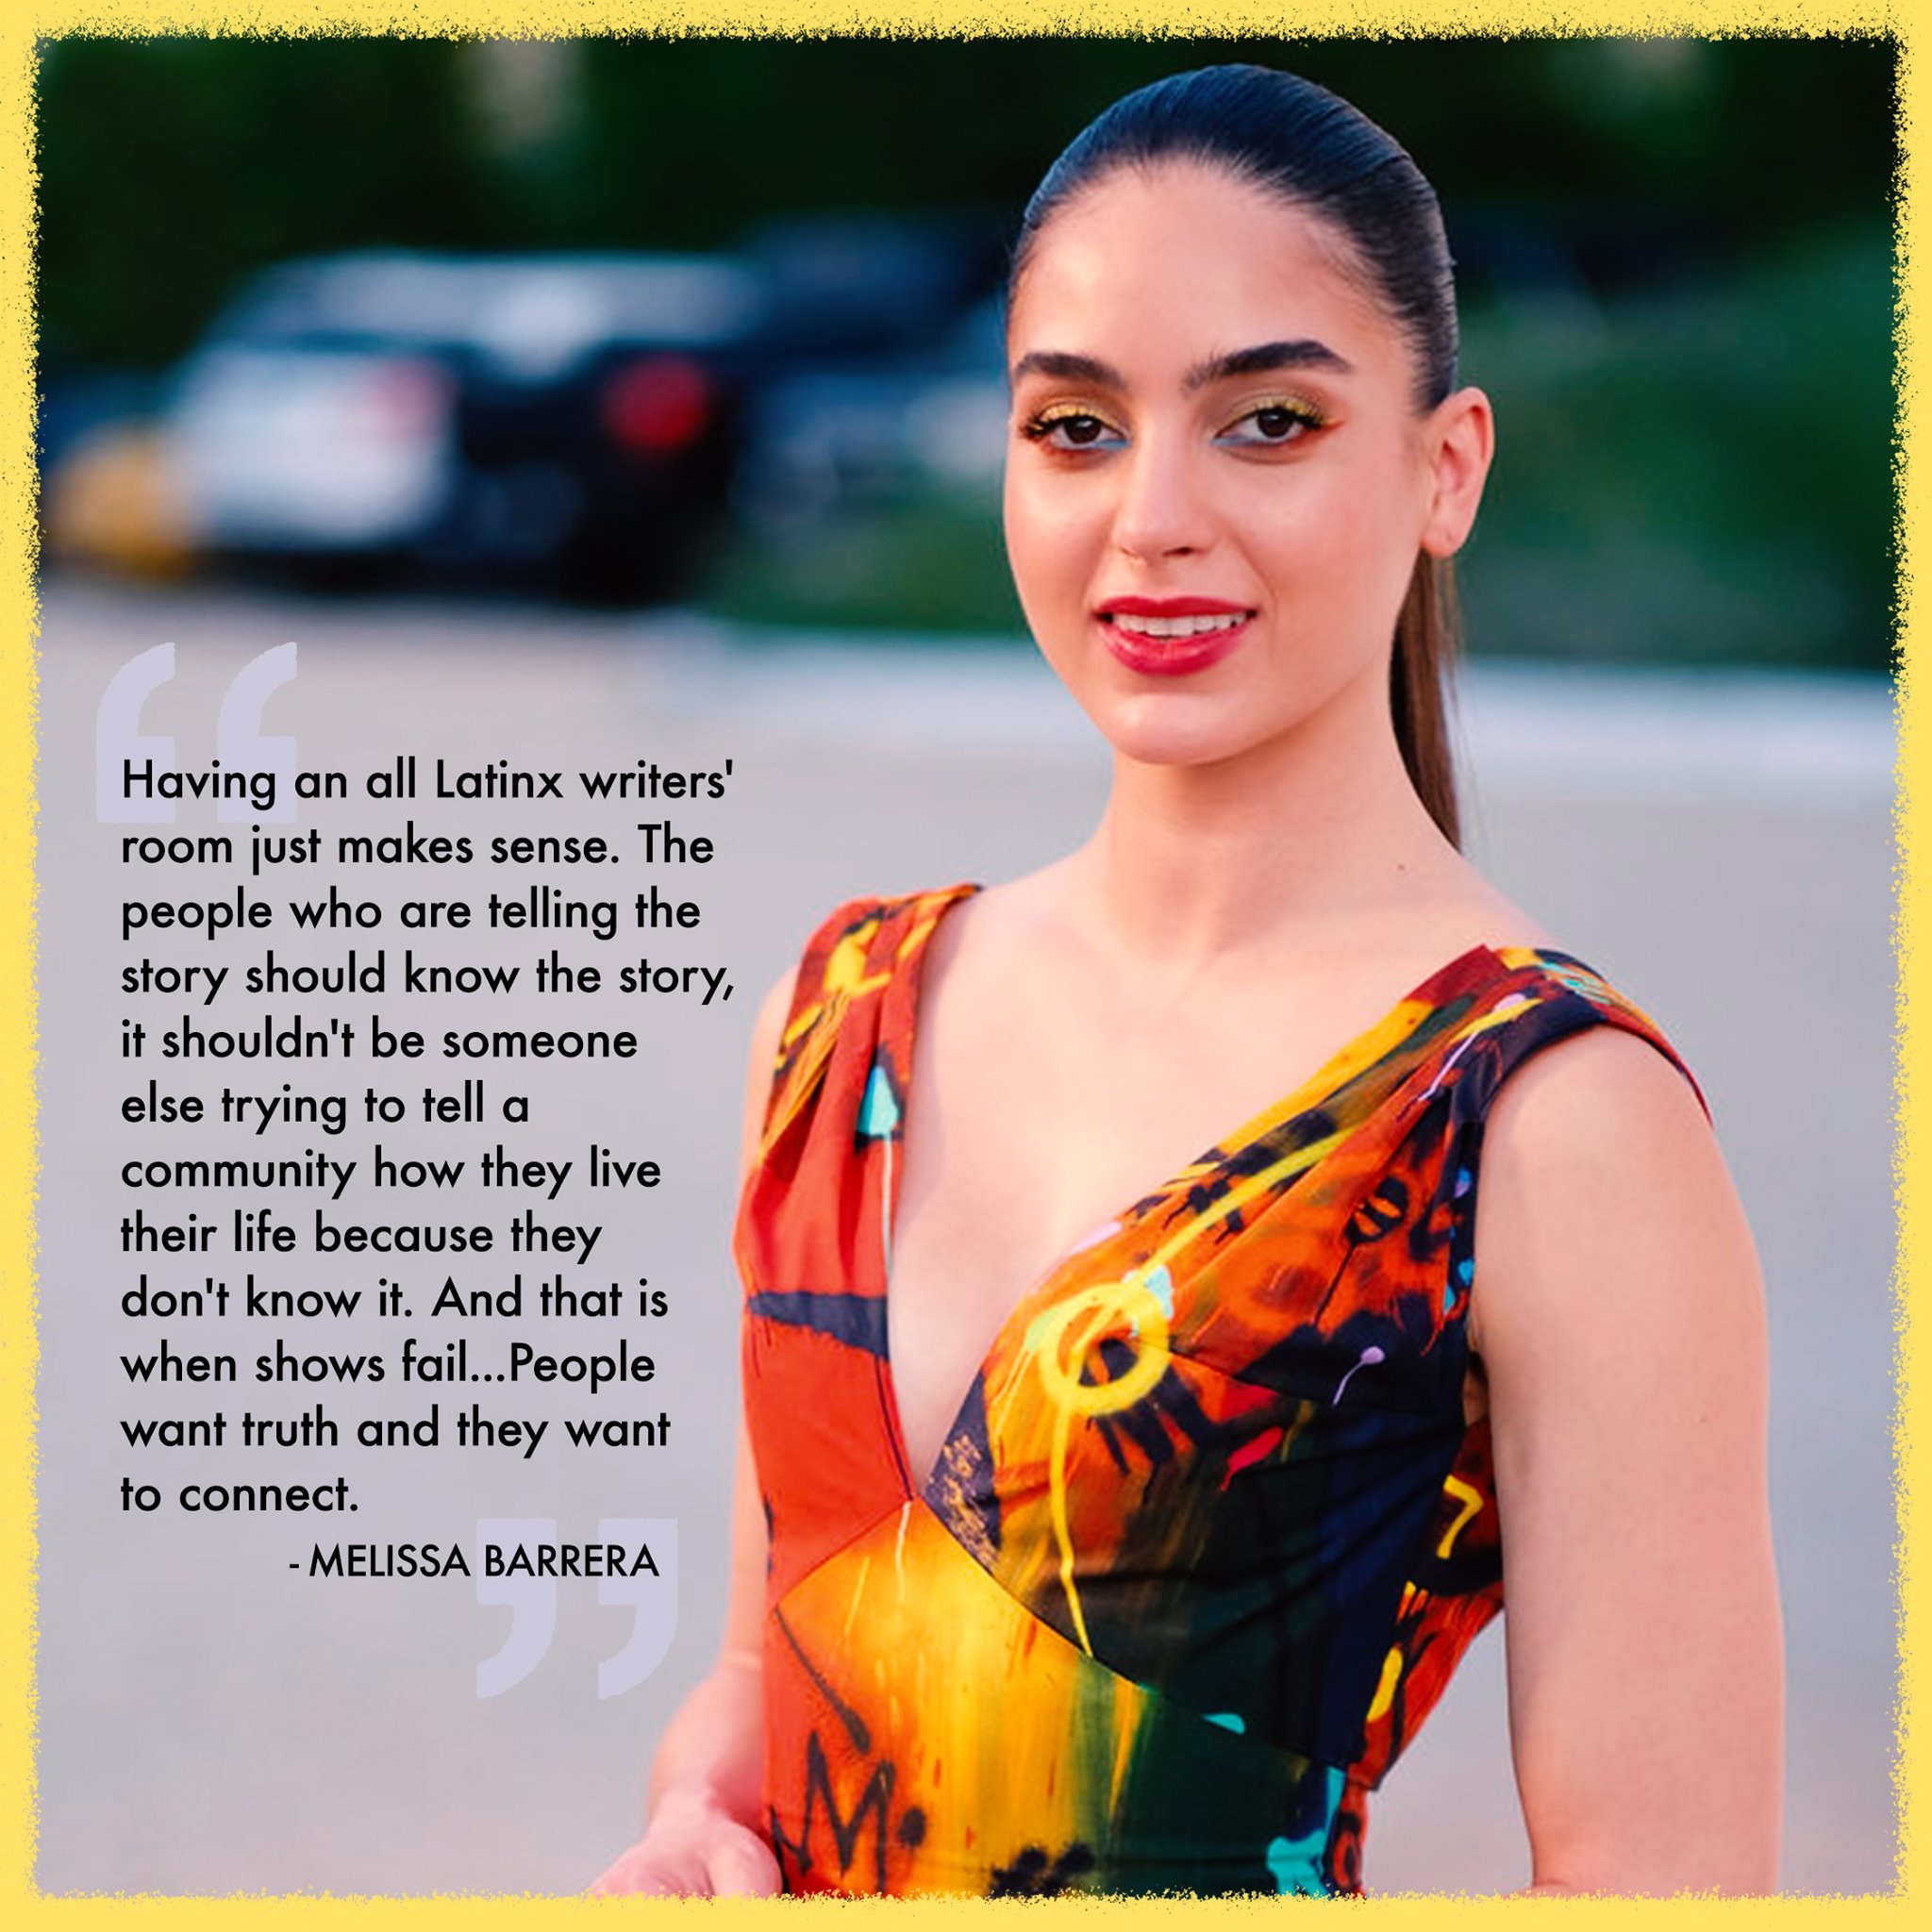 Having an all Latinx writers'
room just makes sense. The
people who are telling the
story should know the story,
it shouldn't be someone
else trying to tell a
community how they live
their life because they
don't know it. And that is
when shows fail...People
want truth and they want
to connect.
- MELISSA BARRERA